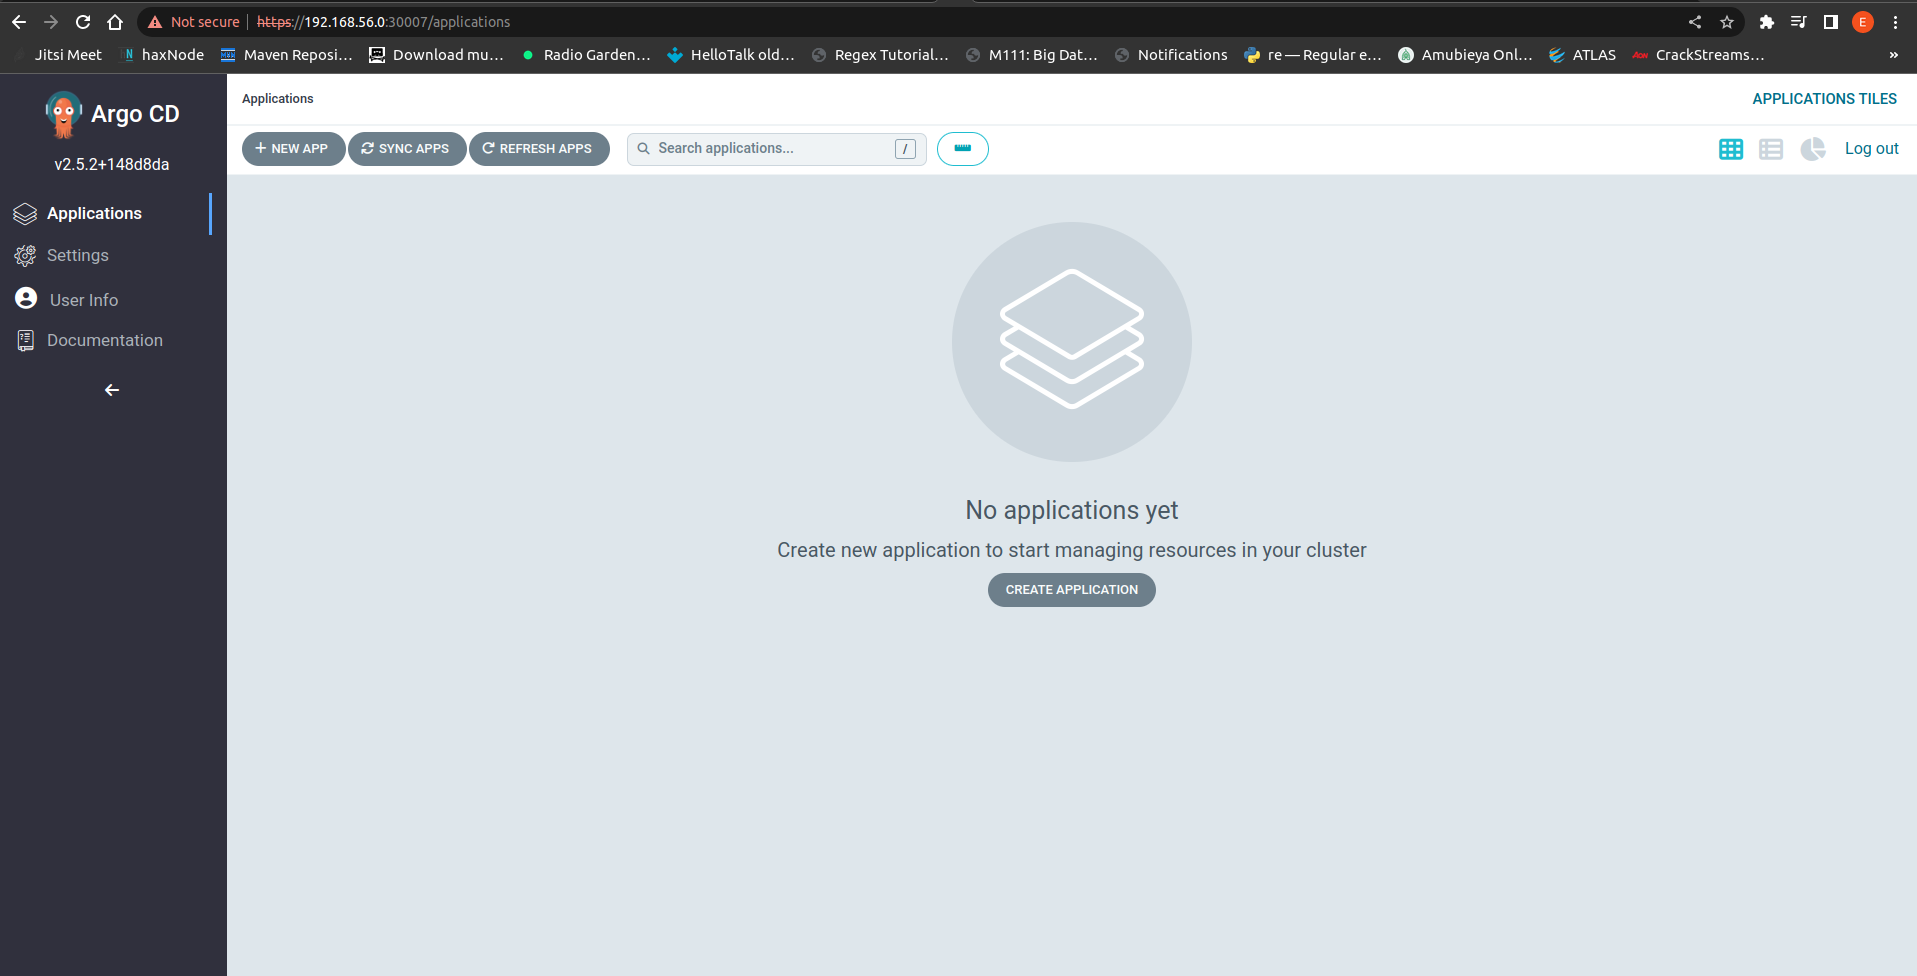 Not secure | https://192.168.56.0:30007/applications
Jitsi Meet haxNode Maven Reposi... Download mu... Radio Garden... HelloTalk old... Regex Tutorial... M111: Big Dat... Notifications re — Regular e... Amubieya Onl... ATLAS CrackStreams... »
Argo CD
v2.5.2+148d8da
Applications
Settings
User Info
Documentation
Applications
APPLICATIONS TILES
+ NEW APP SYNC APPS REFRESH APPS Search applications... / Log out
No applications yet
Create new application to start managing resources in your cluster
CREATE APPLICATION
E